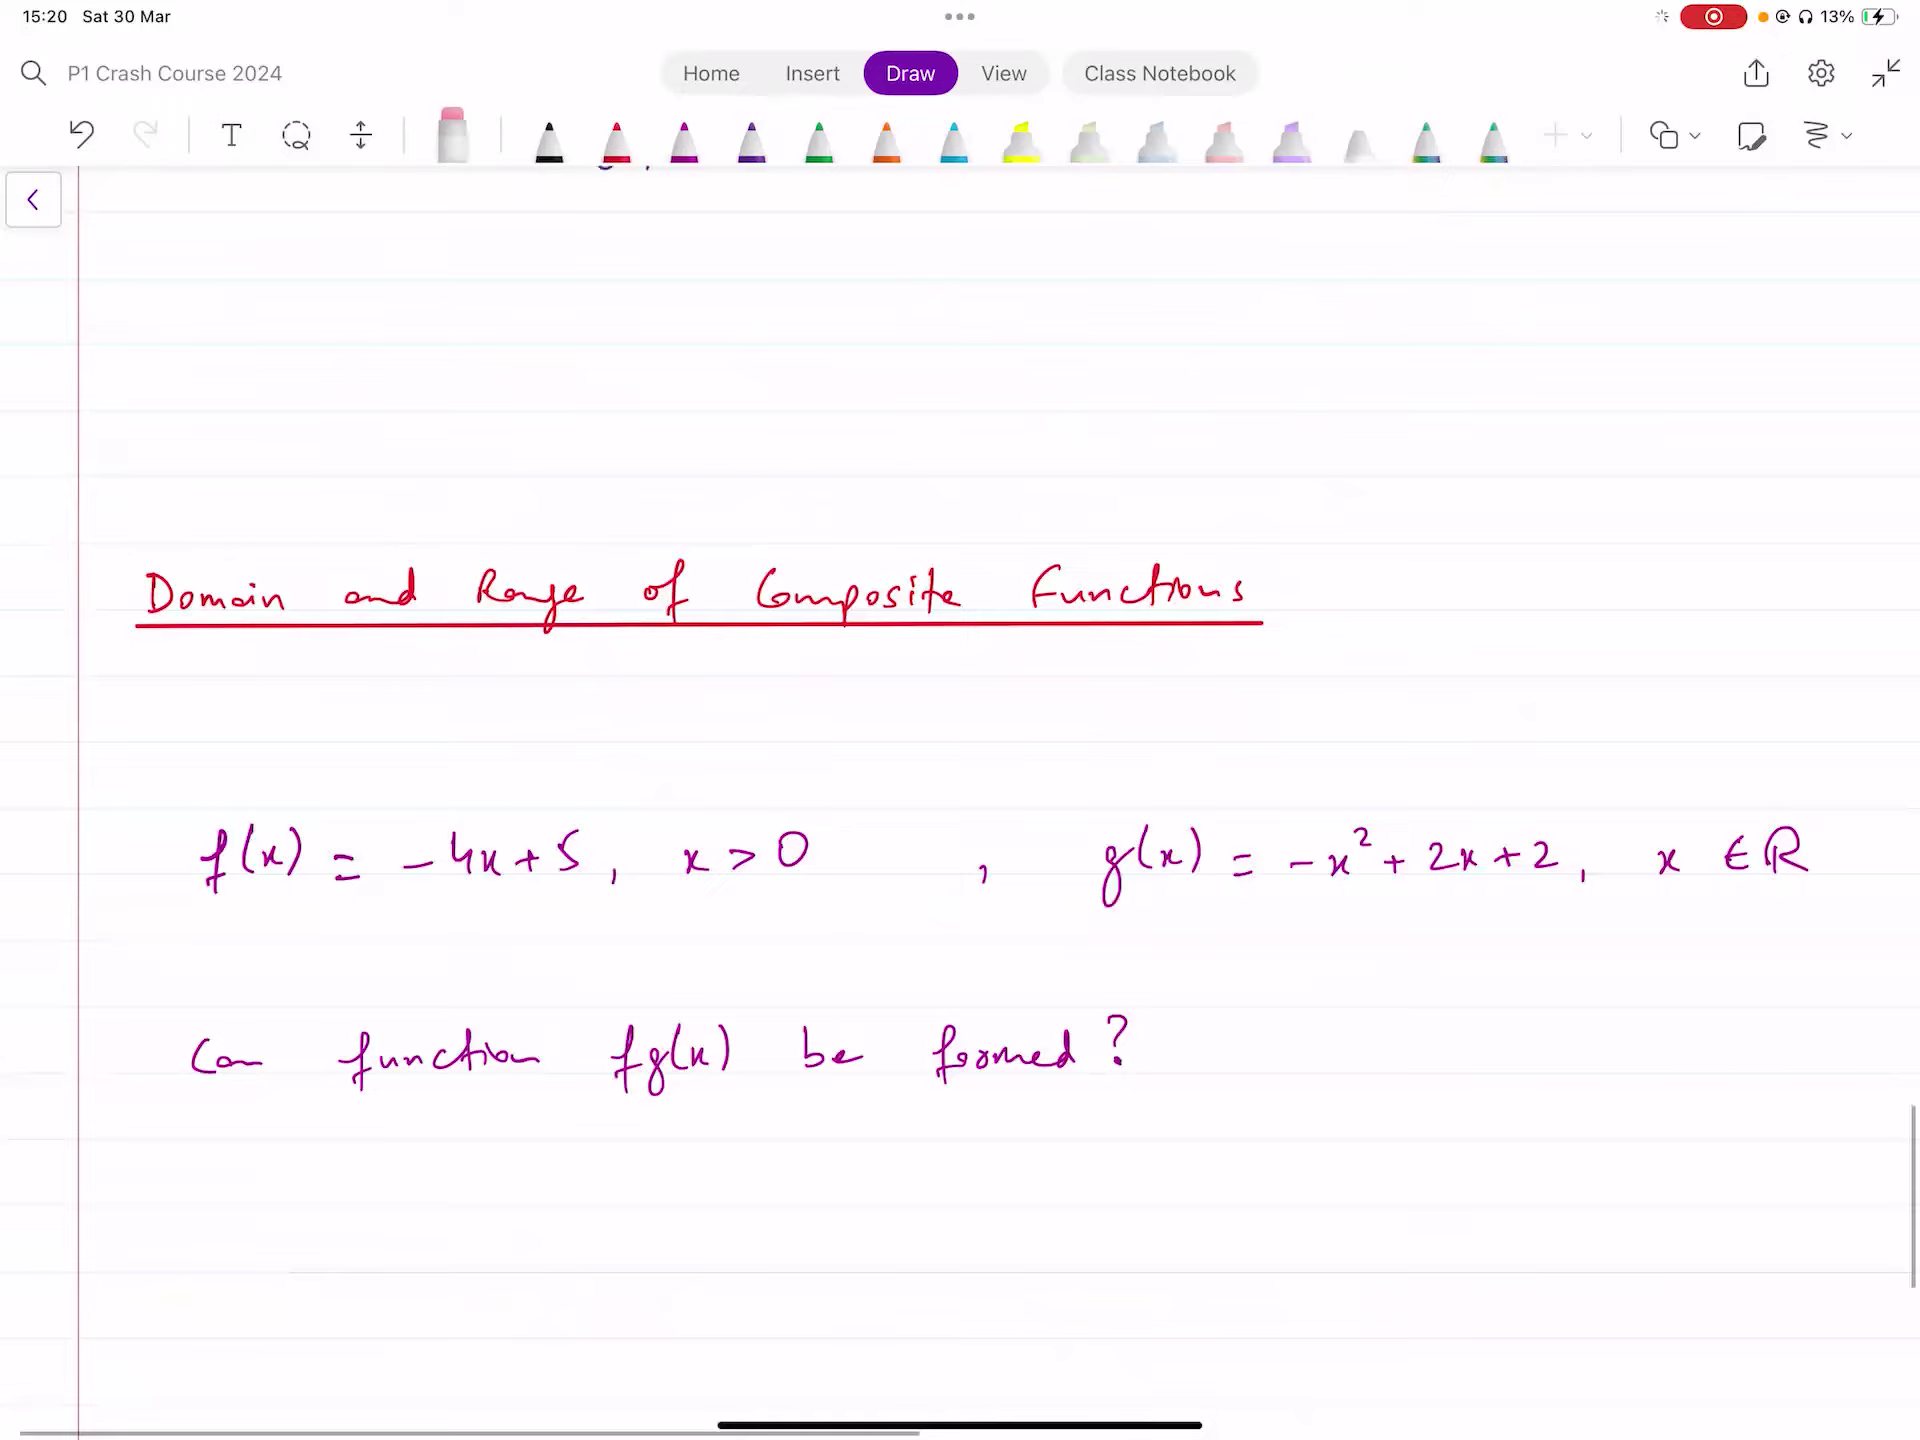 15:20 Sat 30 Mar
13%
P1 Crash Course 2024
Home Insert Draw View Class Notebook
T
Domain and Range of Composite Functions
f(x) = -4x+5, x > 0 , g(x) = -x² + 2x + 2, x ∈ ℝ
Can function fg(x) be formed?